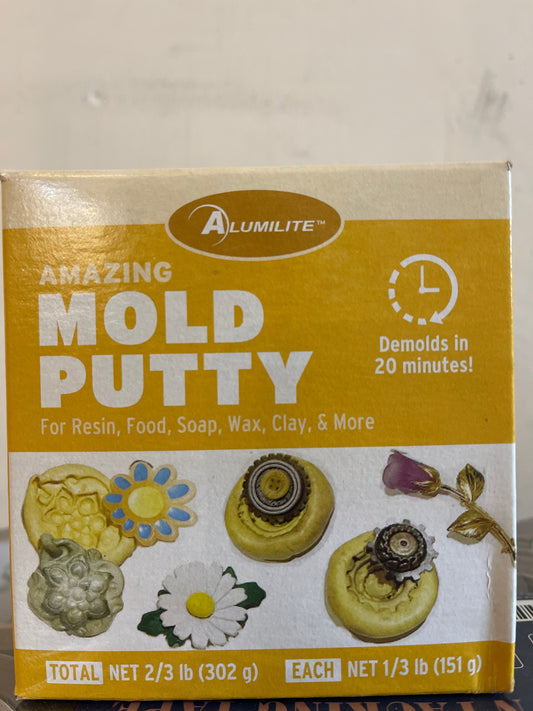 ALUMILITE™
AMAZING
MOLD
PUTTY
For Resin, Food, Soap, Wax, Clay, & More
Demolds in
20 minutes!
TOTAL NET 2/3 lb (302 g) EACH NET 1/3 lb (151 g)